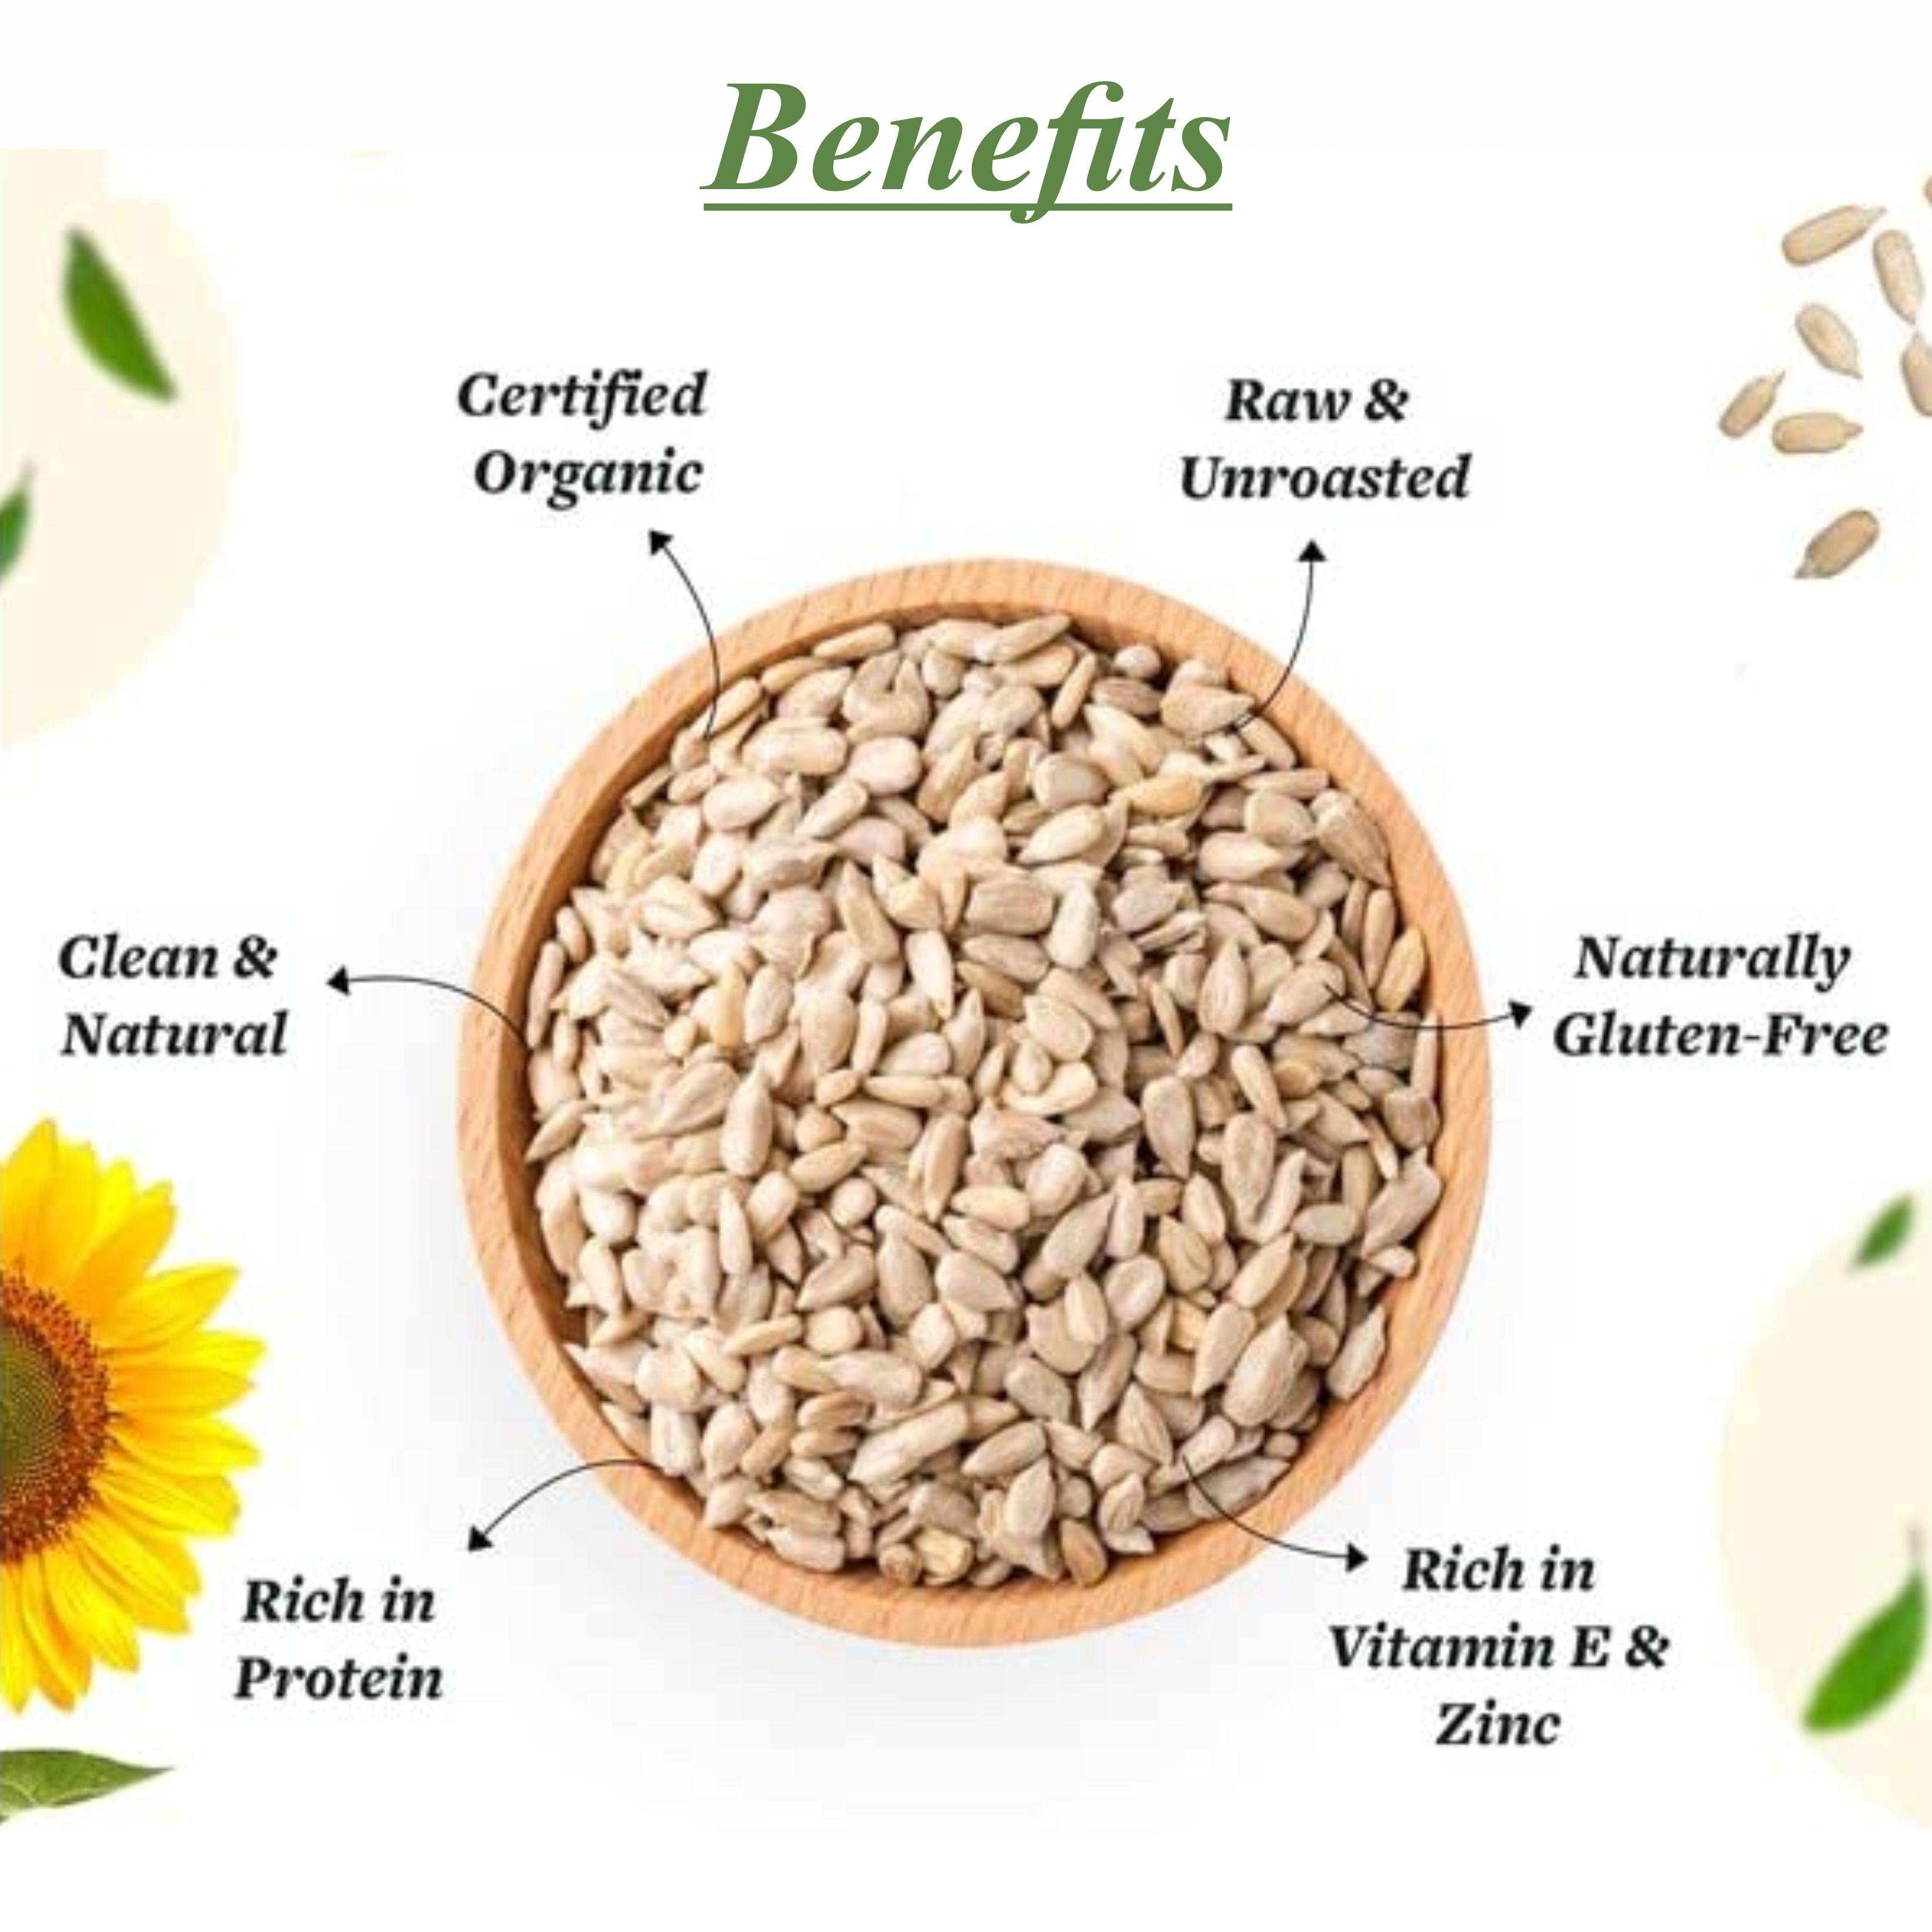 Benefits
Certified
Organic
Raw &
Unroasted
Clean &
Natural
Naturally
Gluten-Free
Rich in
Protein
Rich in
Vitamin E &
Zinc